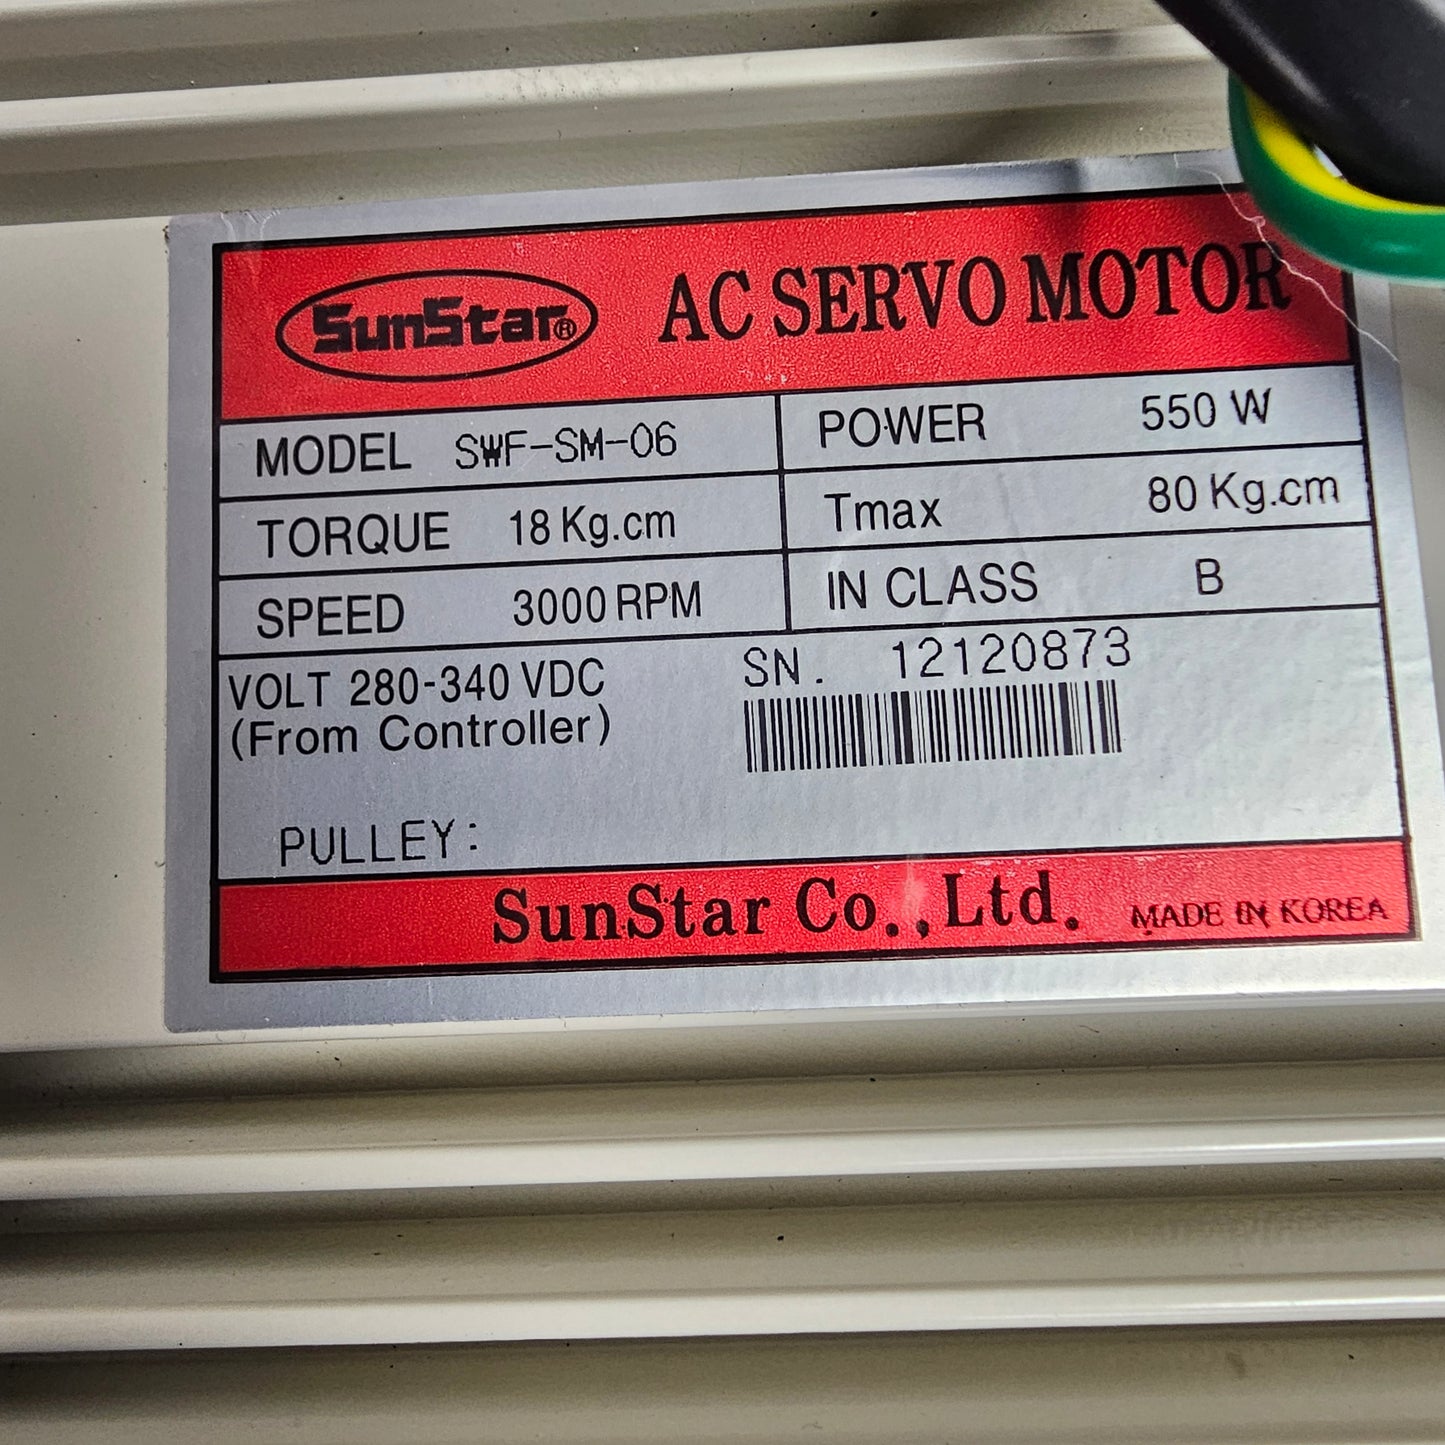 SunStar® AC SERVO MOTOR
MODEL SWF-SM-06 POWER 550 W
TORQUE 18 Kg.cm Tmax 80 Kg.cm
SPEED 3000 RPM IN CLASS B
VOLT 280-340 VDC SN. 12120873
(From Controller)
PULLEY:
SunStar Co.,Ltd. MADE IN KOREA